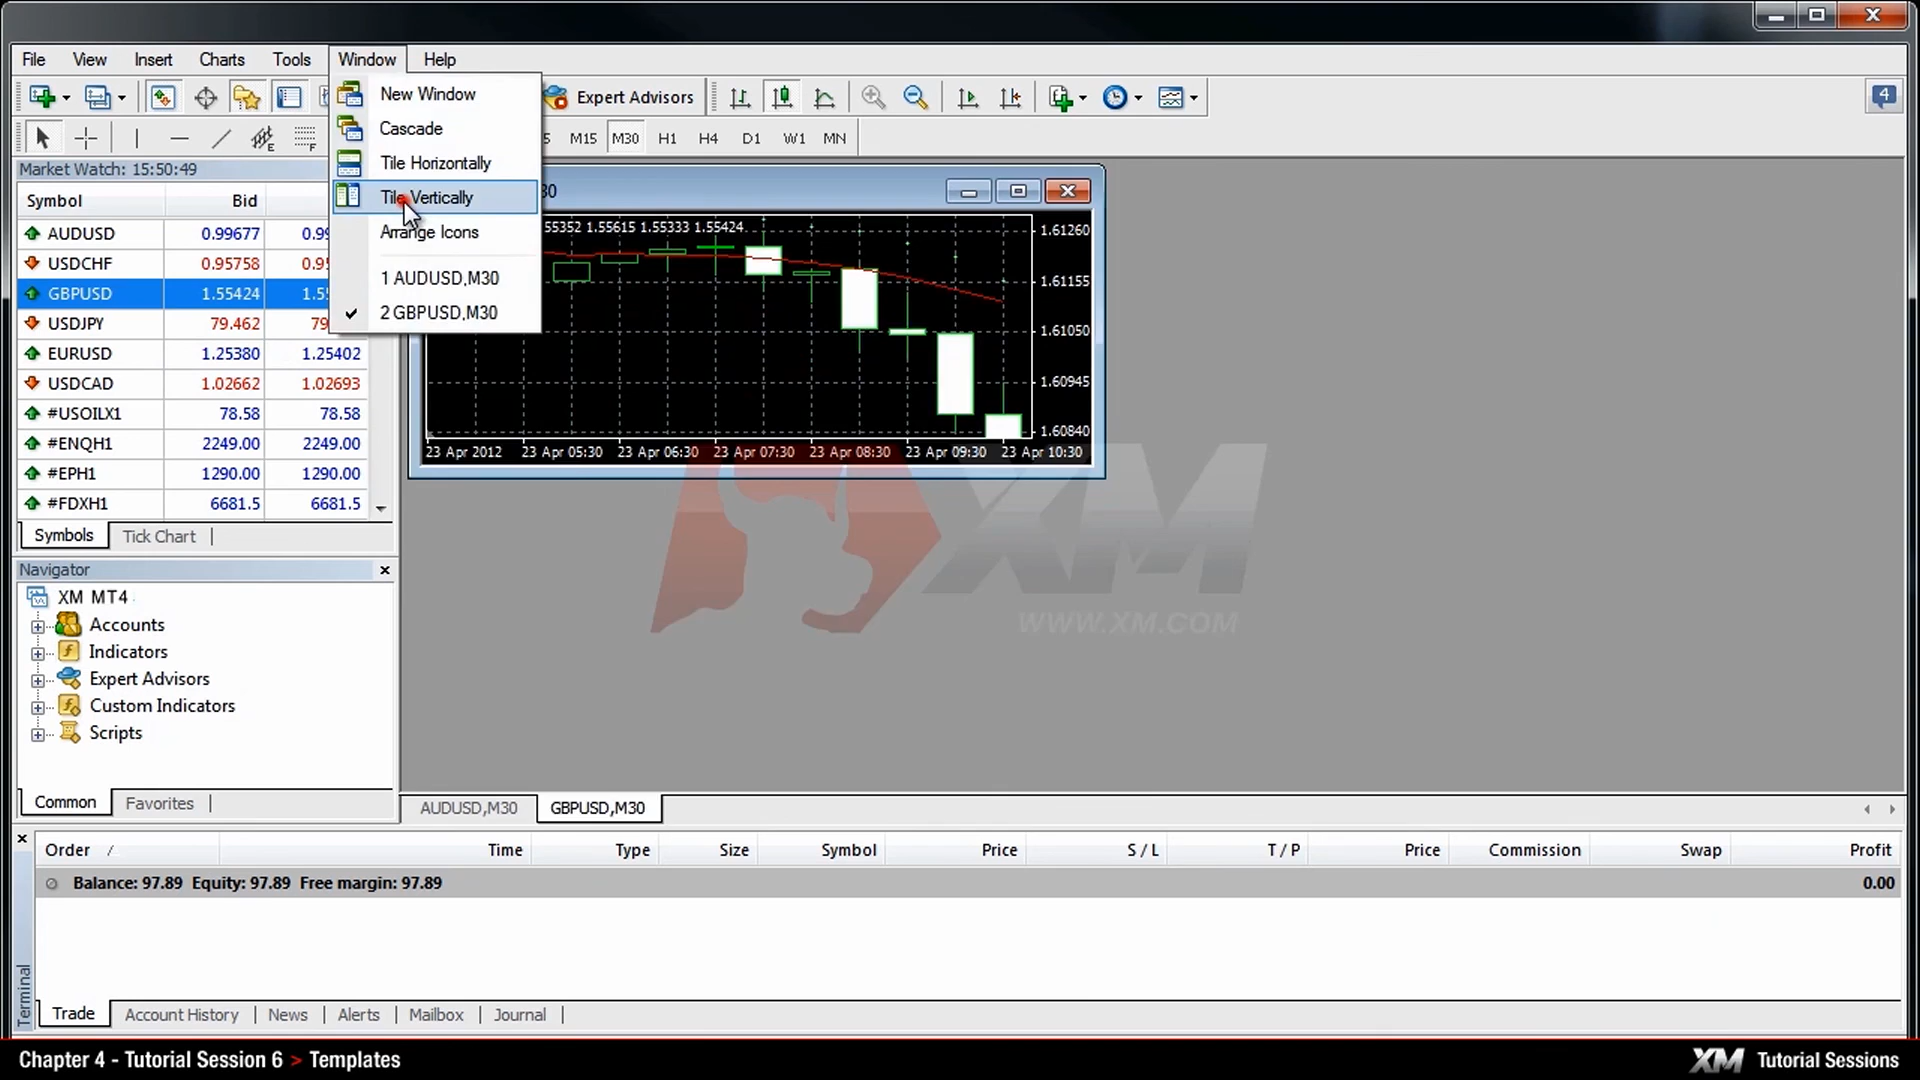 File View Insert Charts Tools Window Help
New Window
Cascade
Tile Horizontally
Tile Vertically
Arrange Icons
1 AUDUSD,M30
2 GBPUSD,M30
Expert Advisors
4
M15 M30 H1 H4 D1 W1 MN
Market Watch: 15:50:49
Symbol Bid
AUDUSD 0.99677
USDCHF 0.95758
GBPUSD 1.55424
USDJPY 79.462
EURUSD 1.25380 1.25402
USDCAD 1.02662 1.02693
#USOILX1 78.58 78.58
#ENQH1 2249.00 2249.00
#EPH1 1290.00 1290.00
#FDXH1 6681.5 6681.5
Symbols Tick Chart
1.55615 1.55333 1.55424
1.61260
1.61155
1.61050
1.60945
1.60840
23 Apr 2012 23 Apr 05:30 23 Apr 06:30 23 Apr 07:30 23 Apr 08:30 23 Apr 09:30 23 Apr 10:30
XM
WWW.XM.COM
Navigator
XM MT4
Accounts
Indicators
Expert Advisors
Custom Indicators
Scripts
Common Favorites
AUDUSD,M30 GBPUSD,M30
Order / Time Type Size Symbol Price S / L T / P Price Commission Swap Profit
Balance: 97.89 Equity: 97.89 Free margin: 97.89 0.00
Terminal
Trade Account History News Alerts Mailbox Journal
Chapter 4 - Tutorial Session 6 > Templates
XM Tutorial Sessions